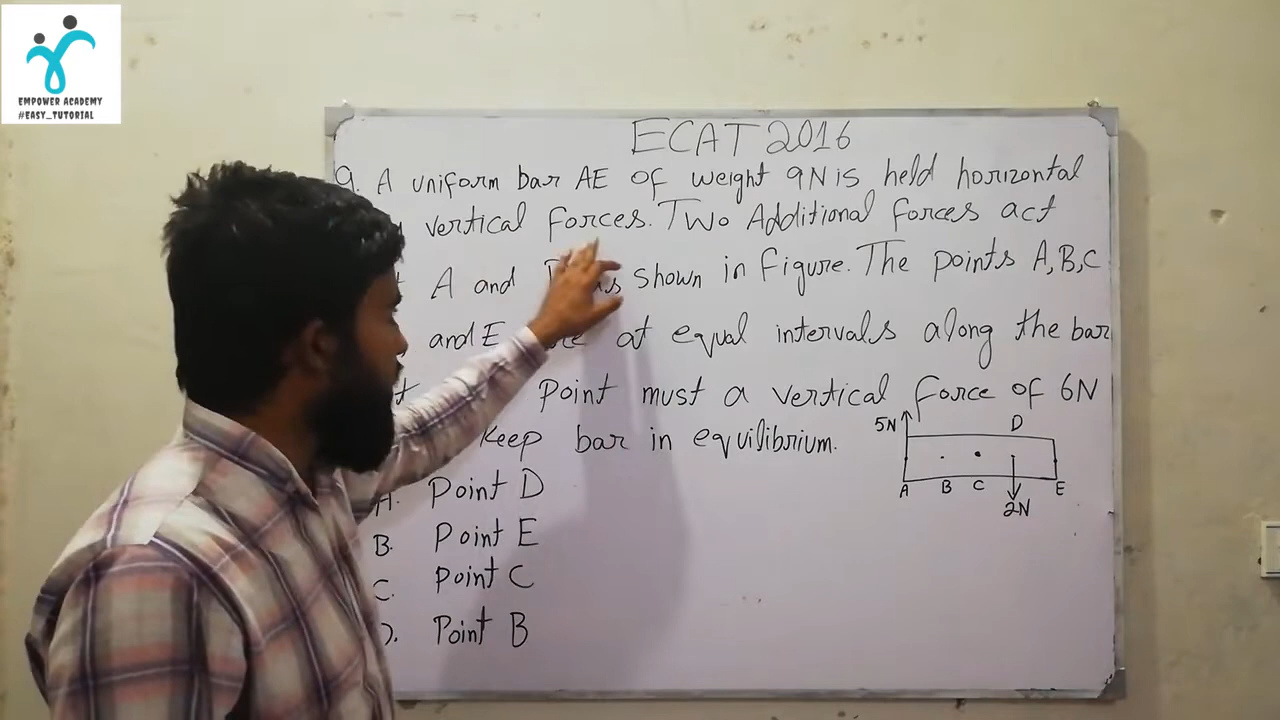 EMPOWER ACADEMY
#EASY_TUTORIAL
ECAT 2016
9. A uniform bar AE of weight 9N is held horizontal
vertical forces. Two Additional forces act
A and as shown in figure. The points A,B,C
and E at equal intervals along the bar
Point must a vertical force of 6N
Keep bar in equilibrium.
5N D
A B C E
2N
A. Point D
B. Point E
C. Point C
D. Point B